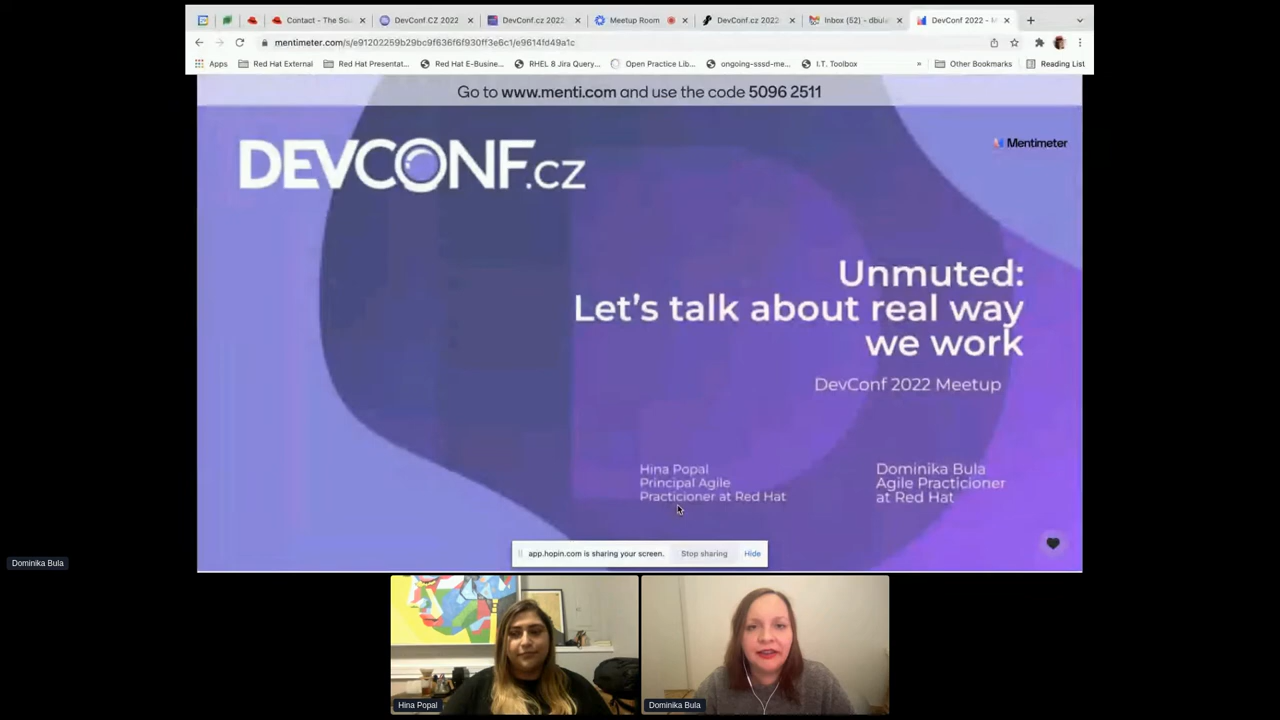 Contact - The Sou
DevConf.CZ 2022
DevConf.cz 2022
Meetup Room
DevConf.cz 2022
Inbox (52) - dbula
DevConf 2022 - M
mentimeter.com/s/e91202259b29bc9f636f6f930ff3e6c1/e9614fd49a1c
Apps
Red Hat External
Red Hat Presentat...
Red Hat E-Busine...
RHEL 8 Jira Query...
Open Practice Lib...
ongoing-sssd-me...
I.T. Toolbox
»
Other Bookmarks
Reading List
Go to www.menti.com and use the code 5096 2511
DEVCONF.cz
Mentimeter
Unmuted:
Let's talk about real way
we work
DevConf 2022 Meetup
Hina Popal
Principal Agile
Practicioner at Red Hat
Dominika Bula
Agile Practicioner
at Red Hat
app.hopin.com is sharing your screen.
Stop sharing
Hide
Dominika Bula
Hina Popal
Dominika Bula